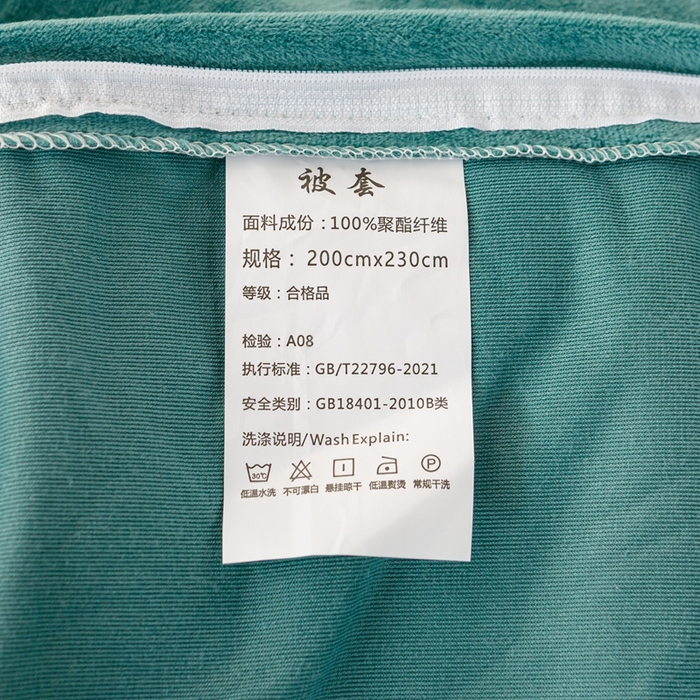 被套
面料成份：100%聚酯纤维
规格：200cmx230cm
等级：合格品
检验：A08
执行标准：GB/T22796-2021
安全类别：GB18401-2010B类
洗涤说明/WashExplain:
30℃ P
低温水洗 不可漂白 悬挂晾干 低温熨烫 常规干洗